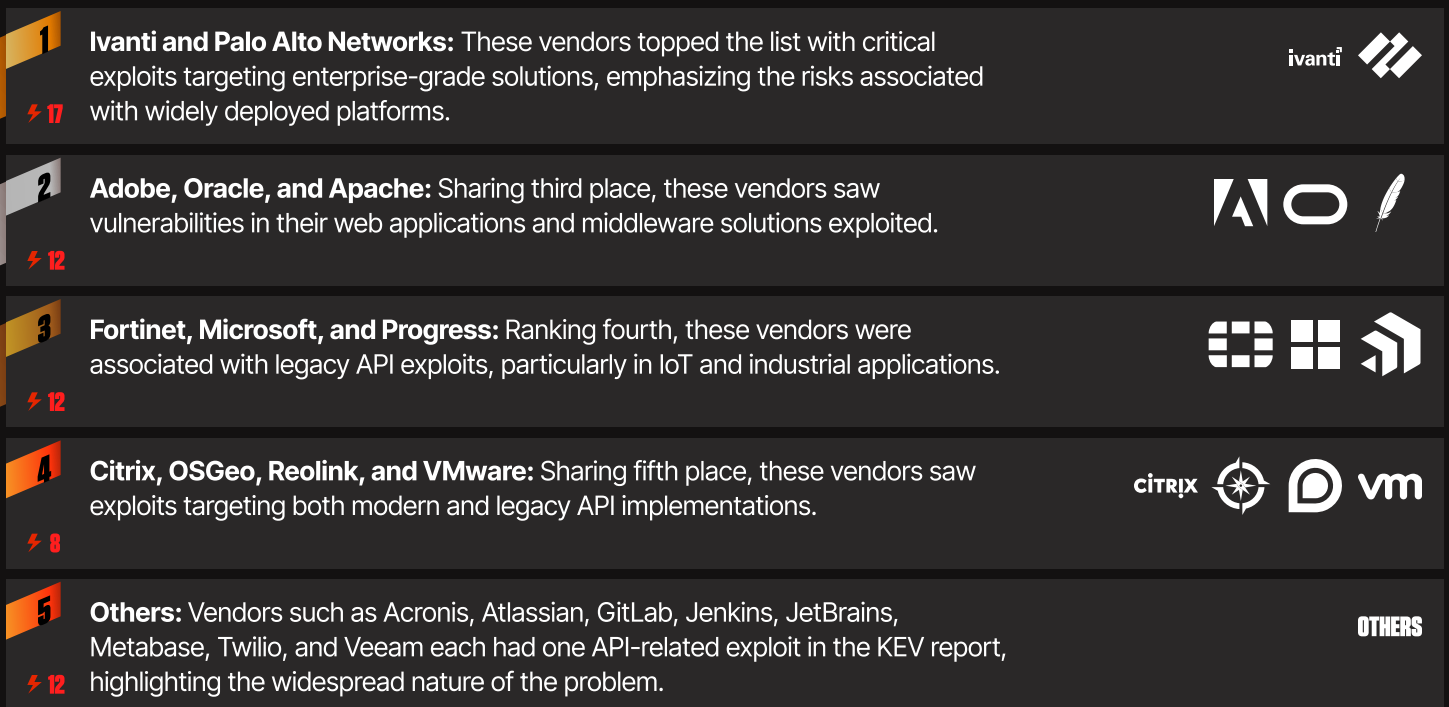 1
Ivanti and Palo Alto Networks: These vendors topped the list with critical
exploits targeting enterprise-grade solutions, emphasizing the risks associated
with widely deployed platforms.
17
ivanti
2
Adobe, Oracle, and Apache: Sharing third place, these vendors saw
vulnerabilities in their web applications and middleware solutions exploited.
12
3
Fortinet, Microsoft, and Progress: Ranking fourth, these vendors were
associated with legacy API exploits, particularly in IoT and industrial applications.
12
4
Citrix, OSGeo, Reolink, and VMware: Sharing fifth place, these vendors saw
exploits targeting both modern and legacy API implementations.
8
citrix
vm
5
Others: Vendors such as Acronis, Atlassian, GitLab, Jenkins, JetBrains,
Metabase, Twilio, and Veeam each had one API-related exploit in the KEV report,
highlighting the widespread nature of the problem.
12
OTHERS